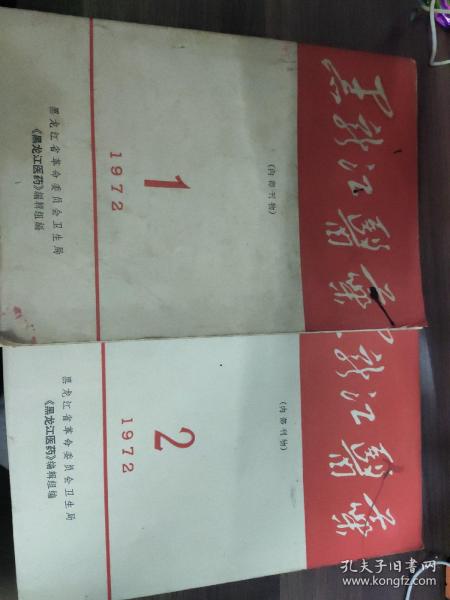 黑龙江医药
(内部刊物)
1
1972
黑龙江省革命委员会卫生局
《黑龙江医药》编辑组编
黑龙江医药
(内部刊物)
2
1972
黑龙江省革命委员会卫生局
《黑龙江医药》编辑组编
孔夫子旧书网
www.kongfz.com